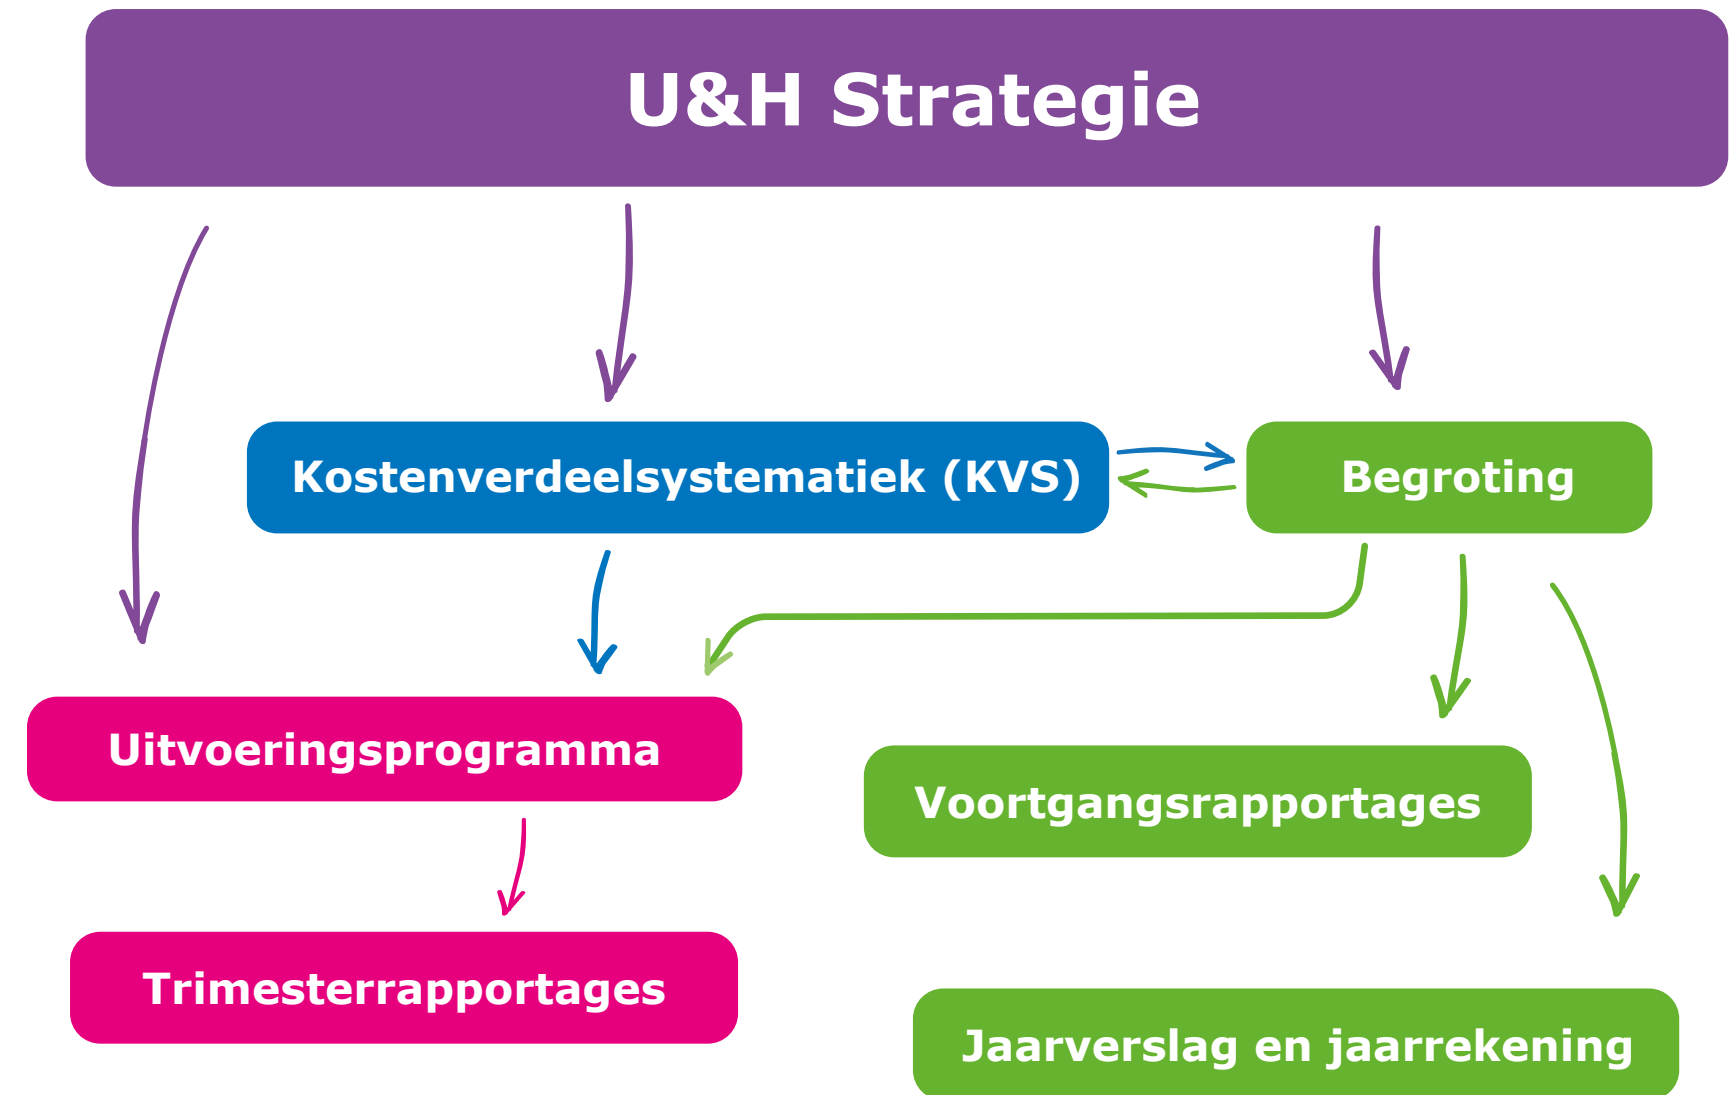 U&H Strategie
Kostenverdeelsystematiek (KVS)
Begroting
Uitvoeringsprogramma
Voortgangsrapportages
Trimesterrapportages
Jaarverslag en jaarrekening